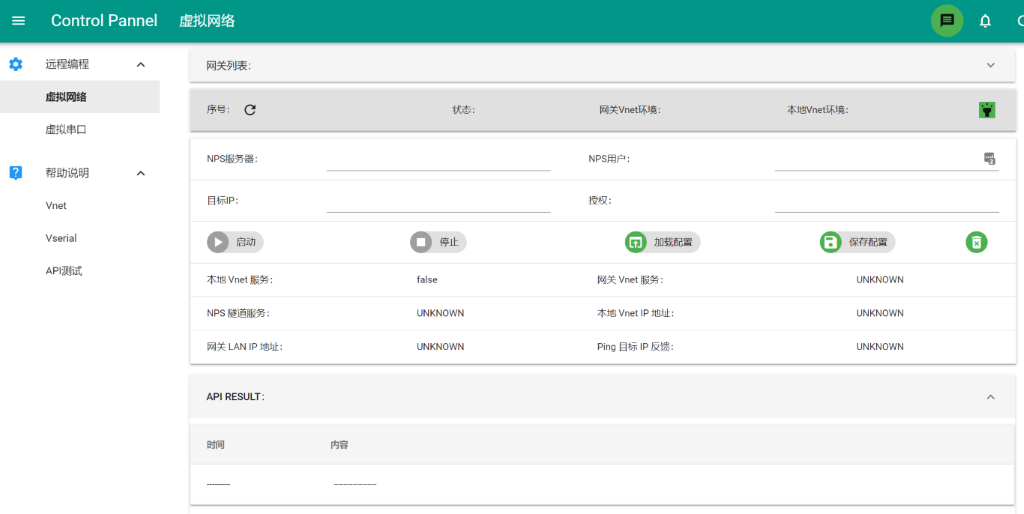 Control Pannel 虚拟网络
远程编程
虚拟网络
虚拟串口
帮助说明
Vnet
Vserial
API测试
网关列表：
序号： 状态： 网关Vnet环境： 本地Vnet环境：
NPS服务器： NPS用户：
目标IP： 授权：
启动 停止 加载配置 保存配置
本地 Vnet 服务： false 网关 Vnet 服务： UNKNOWN
NPS 隧道服务： UNKNOWN 本地 Vnet IP 地址： UNKNOWN
网关 LAN IP 地址： UNKNOWN Ping 目标 IP 反馈： UNKNOWN
API RESULT：
时间 内容
--------- ----------